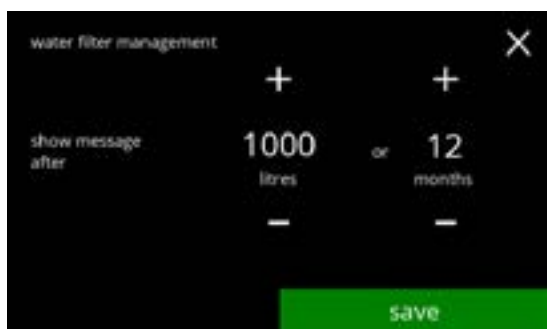 water filter management
+ +
show message
after
1000 or 12
litres months
- -
save